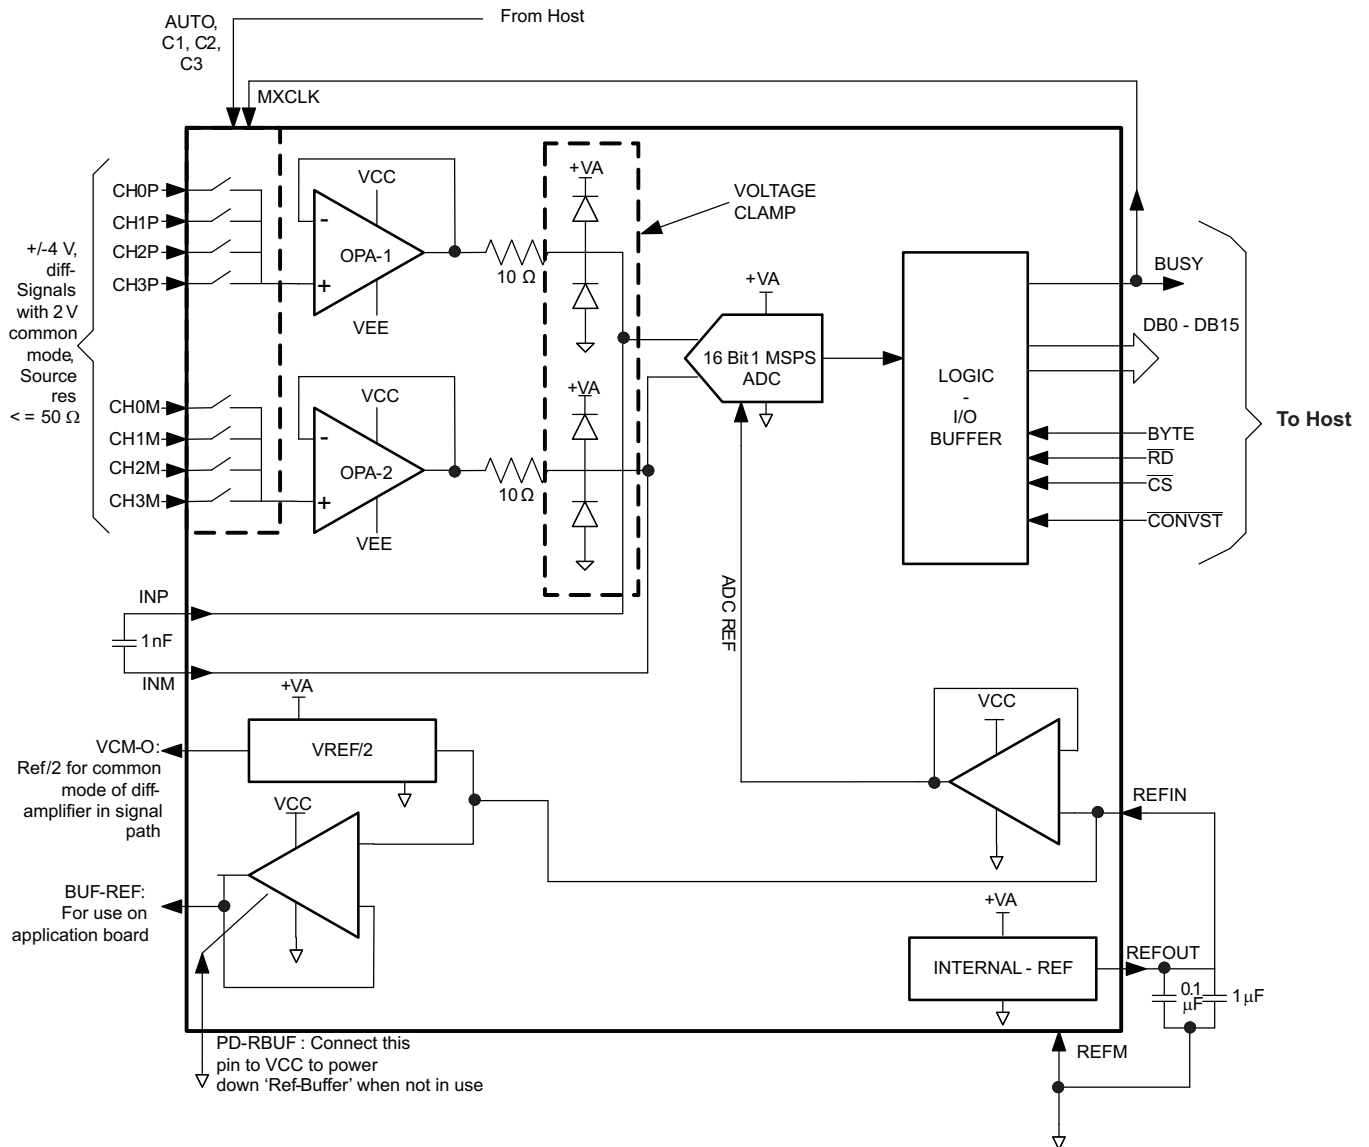 AUTO,
C1, C2,
C3
From Host
MXCLK
CH0P
CH1P
CH2P
CH3P
+/-4 V,
diff-
Signals
with 2 V
common
mode,
Source
res
< = 50 Ω
CH0M
CH1M
CH2M
CH3M
VCC
-
OPA-1
+
VEE
10 Ω
VCC
-
OPA-2
+
VEE
10 Ω
+VA
+VA
VOLTAGE
CLAMP
+VA
16 Bit 1 MSPS
ADC
LOGIC
-
I/O
BUFFER
BUSY
DB0 - DB15
BYTE
RD
CS
CONVST
To Host
INP
1 nF
INM
ADC REF
+VA
VREF/2
VCM-O:
Ref/2 for common
mode of diff-
amplifier in signal
path
VCC
BUF-REF:
For use on
application board
VCC
REFIN
+VA
INTERNAL - REF
REFOUT
0.1
μF
1 μF
REFM
PD-RBUF : Connect this
pin to VCC to power
down ‘Ref-Buffer’ when not in use